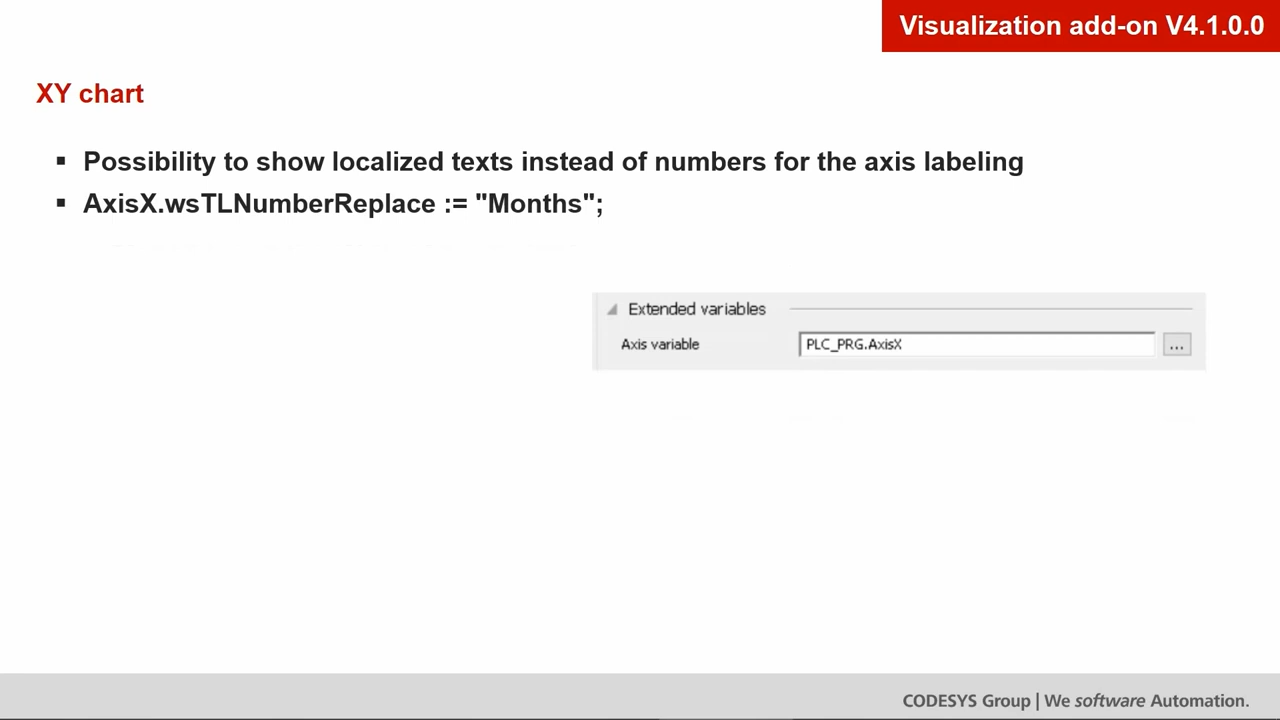 Visualization add-on V4.1.0.0
XY chart
▪ Possibility to show localized texts instead of numbers for the axis labeling
▪ AxisX.wsTLNumberReplace := "Months";
Extended variables
Axis variable PLC_PRG.AxisX ...
CODESYS Group | We software Automation.